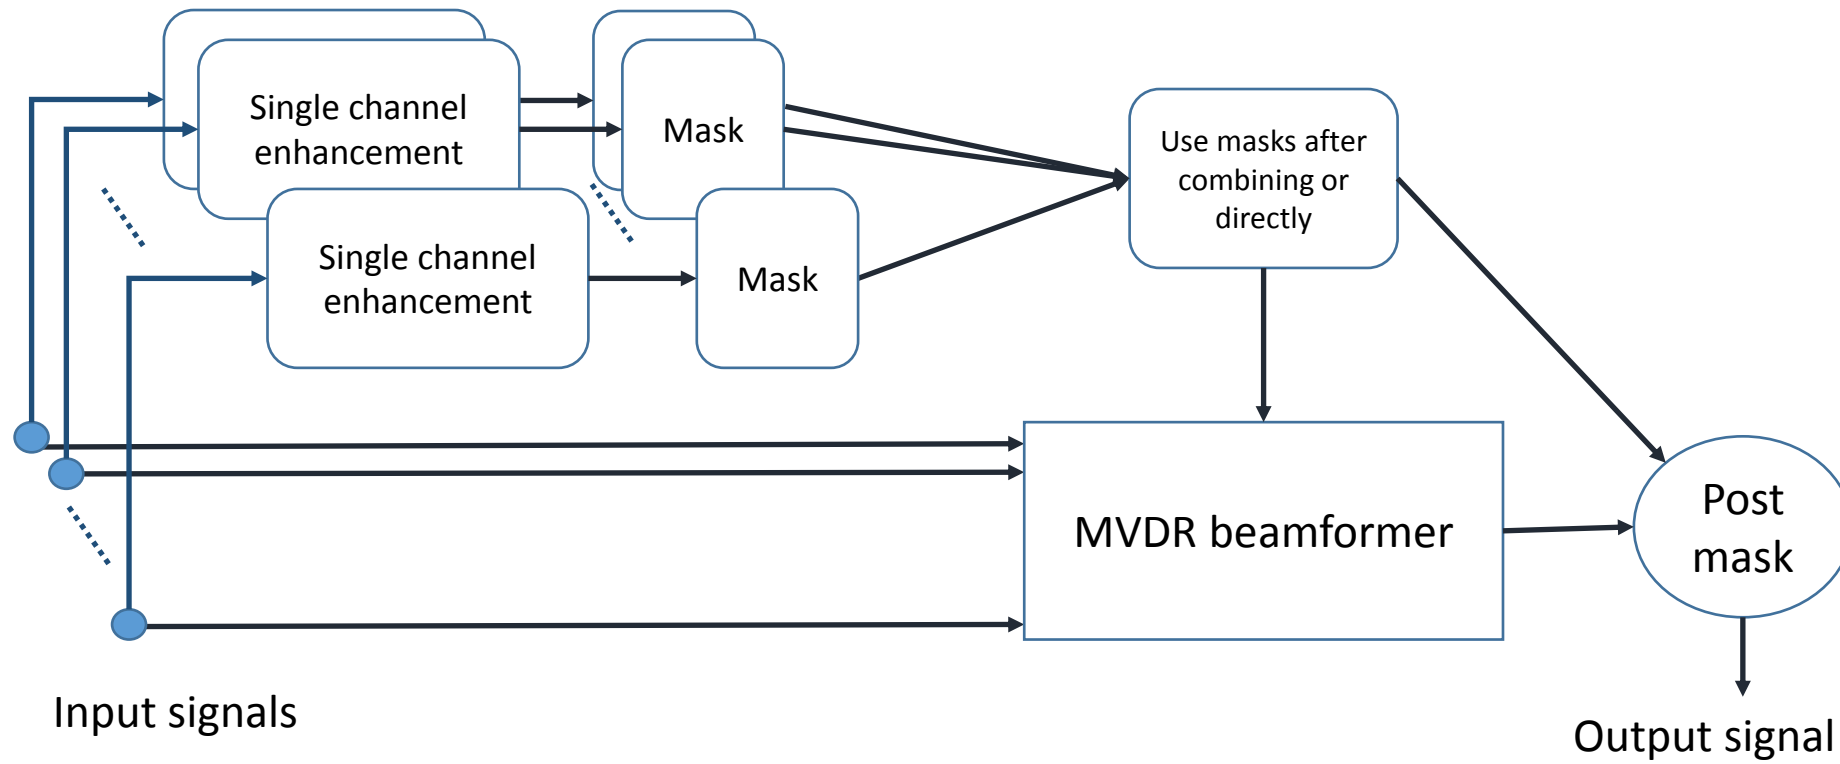 Single channel
enhancement
Mask
Use masks after
combining or
directly
Single channel
enhancement
Mask
MVDR beamformer
Post
mask
Input signals
Output signal